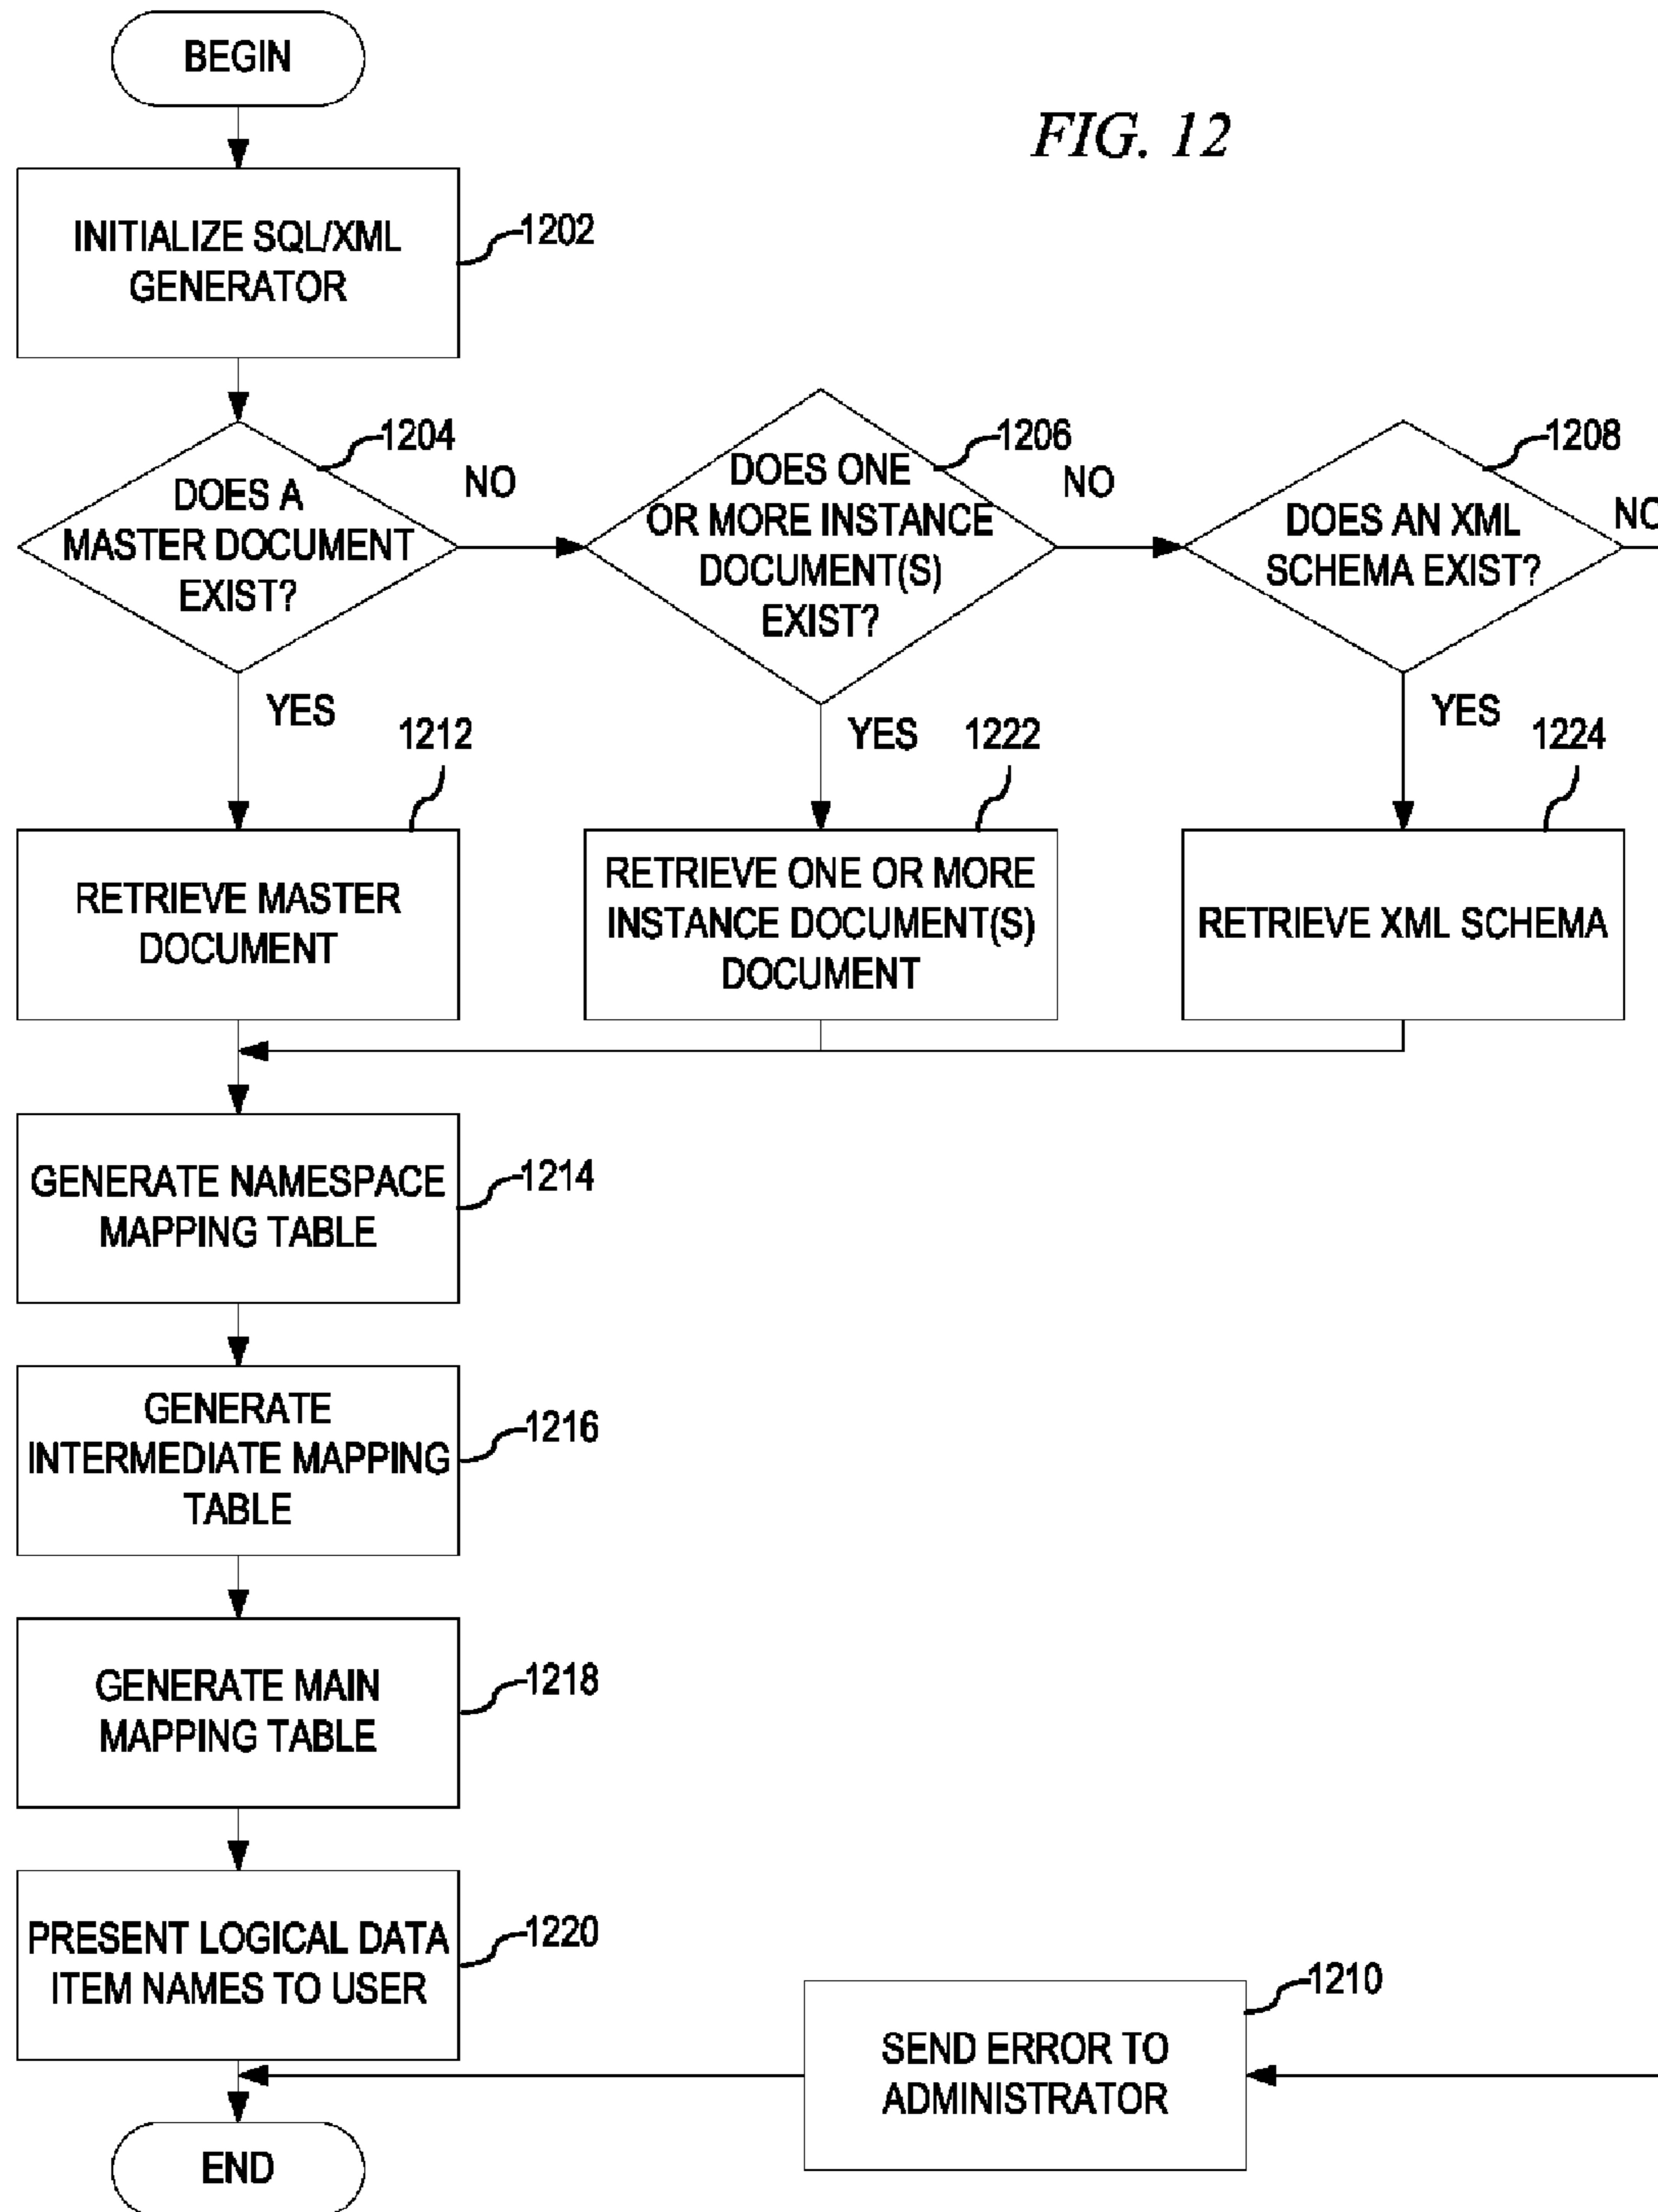 BEGIN
FIG. 12
INITIALIZE SQL/XML
GENERATOR
1202
1204
DOES A
MASTER DOCUMENT
EXIST?
NO
1206
DOES ONE
OR MORE INSTANCE
DOCUMENT(S)
EXIST?
NO
1208
DOES AN XML
SCHEMA EXIST?
NO
YES
1212
YES
1222
YES
1224
RETRIEVE MASTER
DOCUMENT
RETRIEVE ONE OR MORE
INSTANCE DOCUMENT(S)
DOCUMENT
RETRIEVE XML SCHEMA
GENERATE NAMESPACE
MAPPING TABLE
1214
GENERATE
INTERMEDIATE MAPPING
TABLE
1216
GENERATE MAIN
MAPPING TABLE
1218
PRESENT LOGICAL DATA
ITEM NAMES TO USER
1220
1210
SEND ERROR TO
ADMINISTRATOR
END